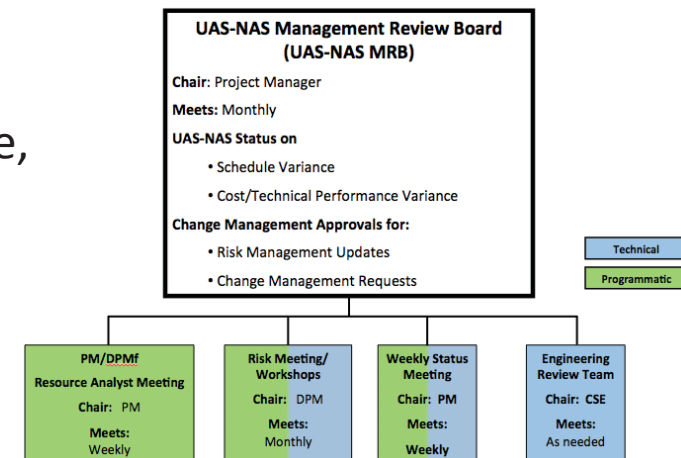 UAS-NAS Management Review Board
(UAS-NAS MRB)
Chair: Project Manager
Meets: Monthly
UAS-NAS Status on
• Schedule Variance
• Cost/Technical Performance Variance
Change Management Approvals for:
• Risk Management Updates
• Change Management Requests
e,
Technical
Programmatic
PM/DPMf
Resource Analyst Meeting
Chair: PM
Meets:
Weekly
Risk Meeting/
Workshops
Chair: DPM
Meets:
Monthly
Weekly Status
Meeting
Chair: PM
Meets:
Weekly
Engineering
Review Team
Chair: CSE
Meets:
As needed